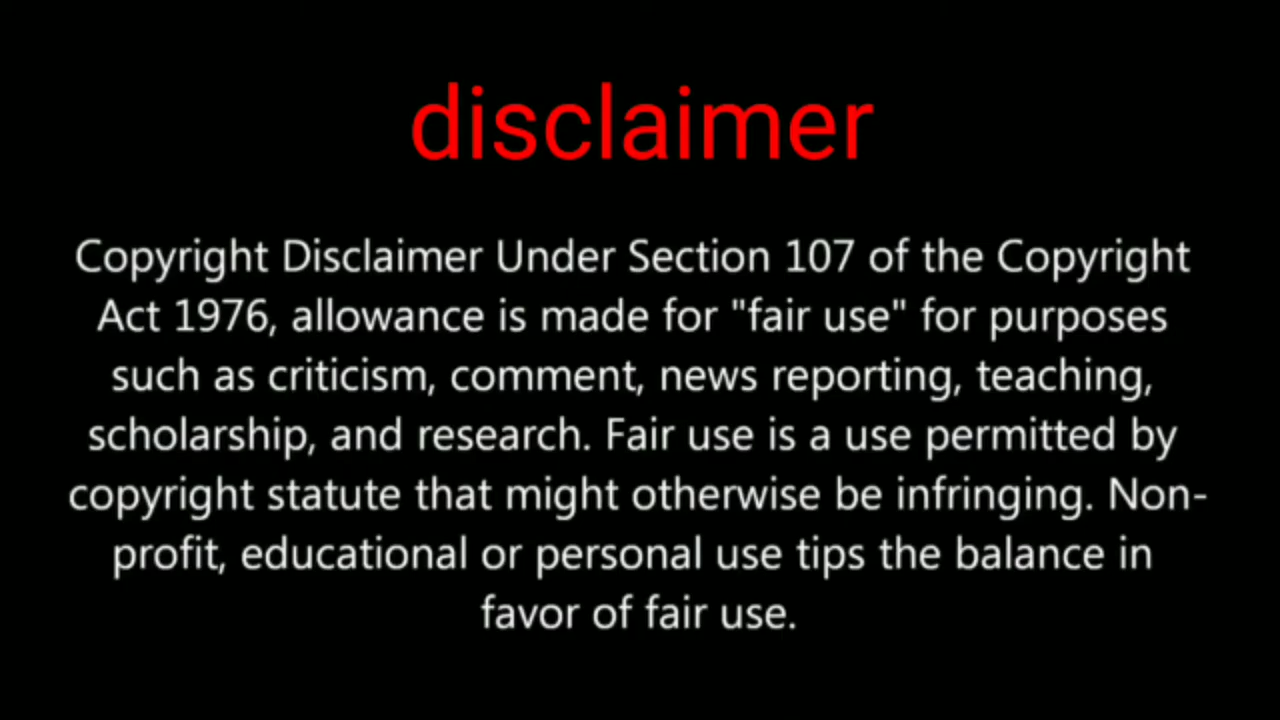 disclaimer
Copyright Disclaimer Under Section 107 of the Copyright
Act 1976, allowance is made for "fair use" for purposes
such as criticism, comment, news reporting, teaching,
scholarship, and research. Fair use is a use permitted by
copyright statute that might otherwise be infringing. Non-
profit, educational or personal use tips the balance in
favor of fair use.